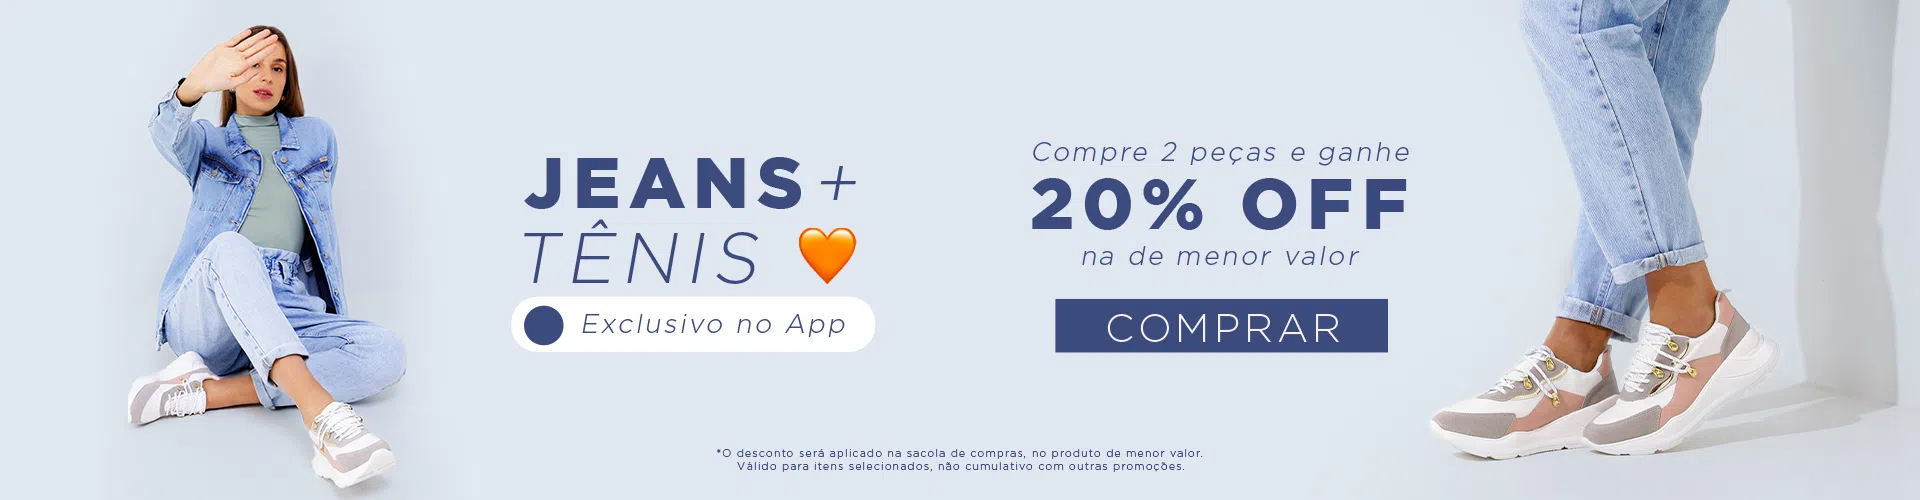 JEANS +
TÊNIS 🧡
Exclusivo no App
Compre 2 peças e ganhe
20% OFF
na de menor valor
COMPRAR
*O desconto será aplicado na sacola de compras, no produto de menor valor.
Válido para itens selecionados, não cumulativo com outras promoções.